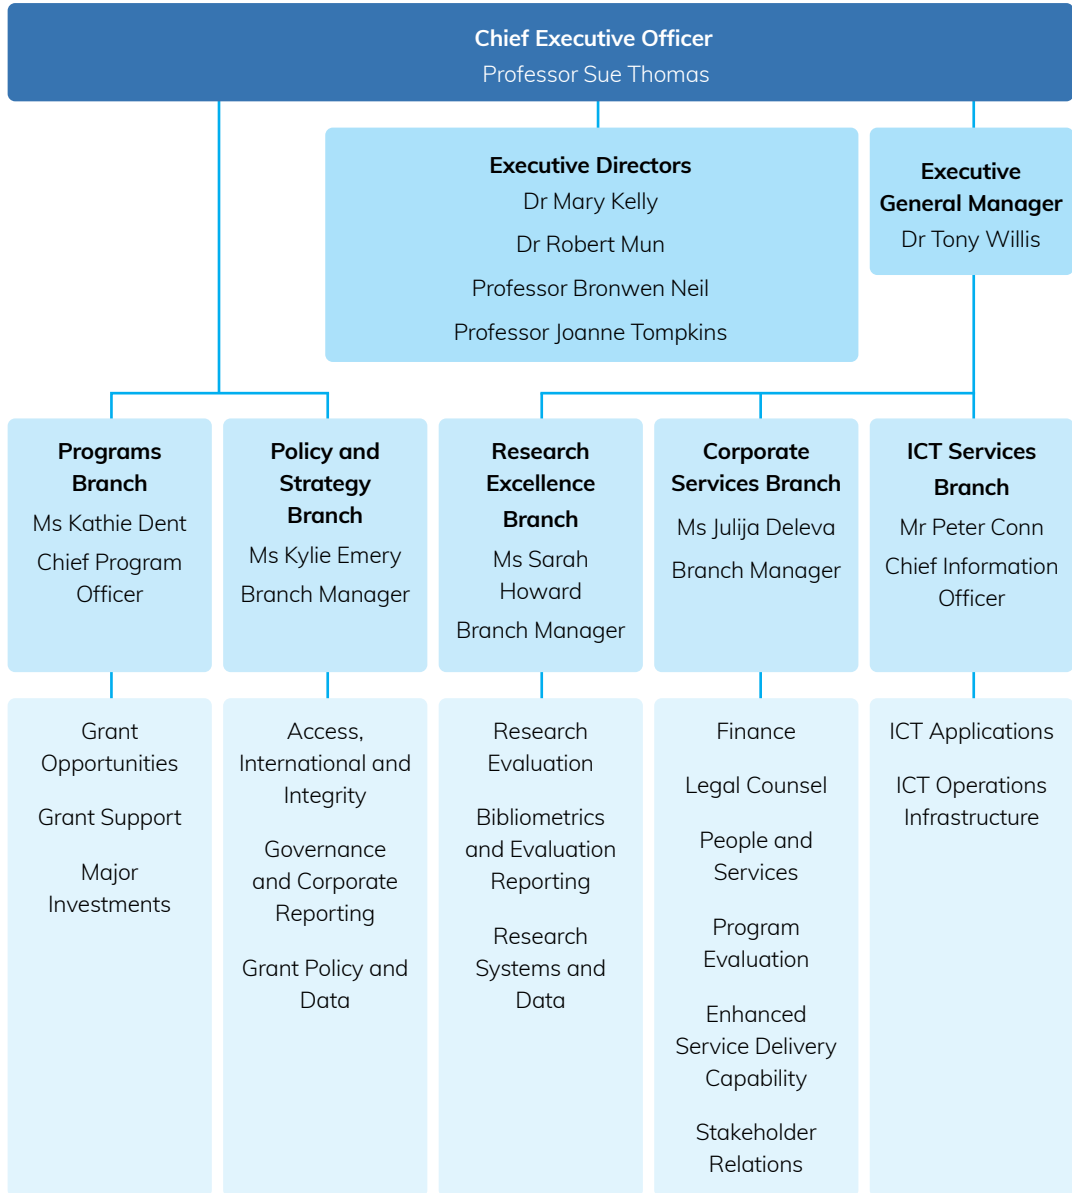 Chief Executive Officer
Professor Sue Thomas
Executive Directors
Dr Mary Kelly
Dr Robert Mun
Professor Bronwen Neil
Professor Joanne Tompkins
Executive
General Manager
Dr Tony Willis
Programs
Branch
Ms Kathie Dent
Chief Program
Officer
Policy and
Strategy
Branch
Ms Kylie Emery
Branch Manager
Research
Excellence
Branch
Ms Sarah
Howard
Branch Manager
Corporate
Services Branch
Ms Julija Deleva
Branch Manager
ICT Services
Branch
Mr Peter Conn
Chief Information
Officer
Grant
Opportunities
Grant Support
Major
Investments
Access,
International and
Integrity
Governance
and Corporate
Reporting
Grant Policy and
Data
Research
Evaluation
Bibliometrics
and Evaluation
Reporting
Research
Systems and
Data
Finance
Legal Counsel
People and
Services
Program
Evaluation
Enhanced
Service Delivery
Capability
Stakeholder
Relations
ICT Applications
ICT Operations
Infrastructure